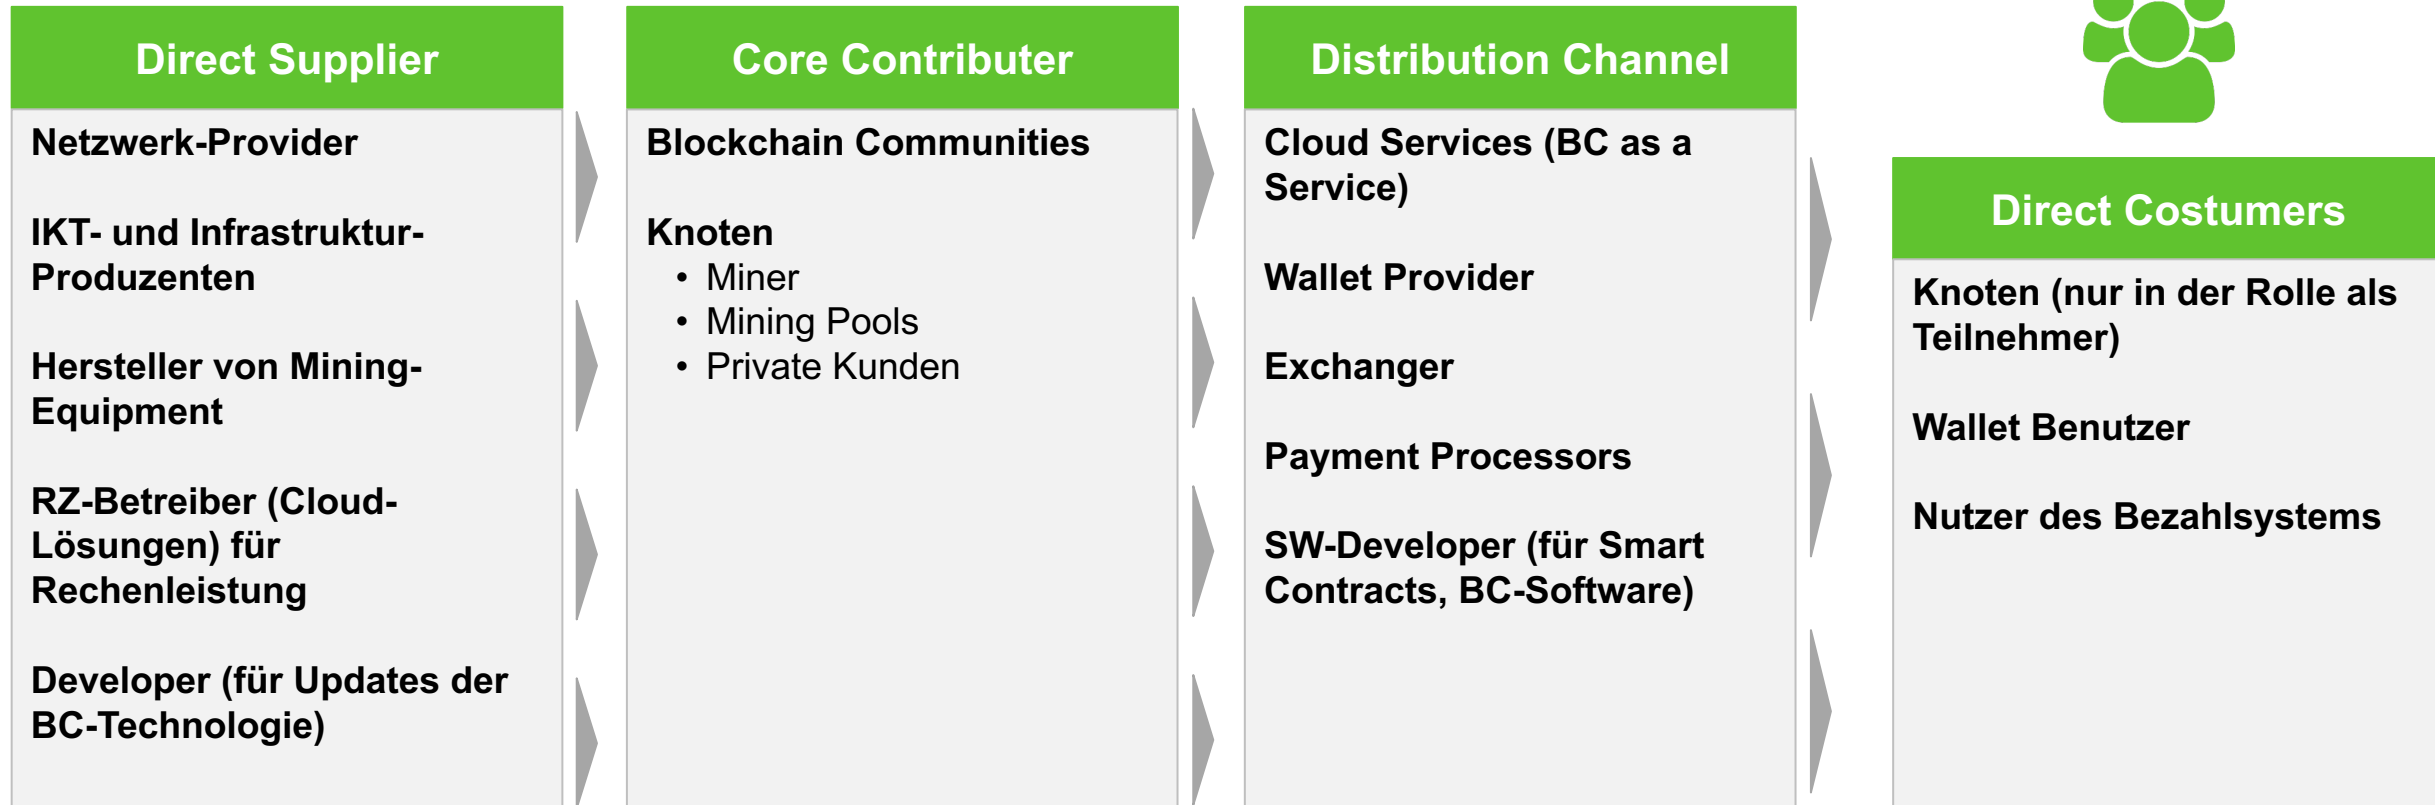 Direct Supplier
Netzwerk-Provider
IKT- und Infrastruktur-
Produzenten
Hersteller von Mining-
Equipment
RZ-Betreiber (Cloud-
Lösungen) für
Rechenleistung
Developer (für Updates der
BC-Technologie)
Core Contributer
Blockchain Communities
Knoten
• Miner
• Mining Pools
• Private Kunden
Distribution Channel
Cloud Services (BC as a
Service)
Wallet Provider
Exchanger
Payment Processors
SW-Developer (für Smart
Contracts, BC-Software)
Direct Costumers
Knoten (nur in der Rolle als
Teilnehmer)
Wallet Benutzer
Nutzer des Bezahlsystems